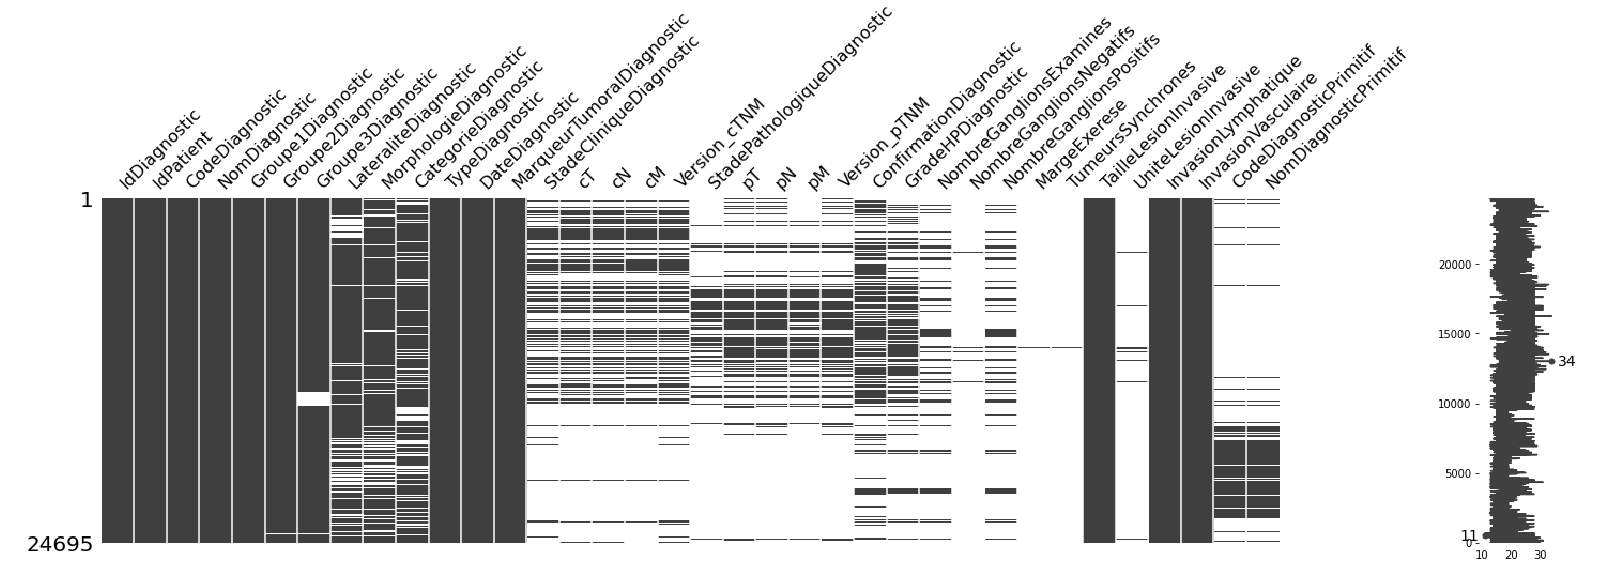 IdDiagnostic
IdPatient
CodeDiagnostic
NomDiagnostic
Groupe1Diagnostic
Groupe2Diagnostic
Groupe3Diagnostic
LateraliteDiagnostic
MorphologieDiagnostic
CategorieDiagnostic
TypeDiagnostic
DateDiagnostic
MarqueurTumoralDiagnostic
StadeCliniqueDiagnostic
cT
cN
cM
Version_cTNM
StadePathologiqueDiagnostic
pT
pN
pM
Version_pTNM
ConfirmationDiagnostic
GradeHPDiagnostic
NombreGanglionsExamines
NombreGanglionsNegatifs
NombreGanglionsPositifs
MargeExerese
TumeursSynchrones
TailleLesionInvasive
UniteLesionInvasive
InvasionLymphatique
InvasionVasculaire
CodeDiagnosticPrimitif
NomDiagnosticPrimitif
1
24695
20000
15000
34
10000
5000
11
0
10 20 30